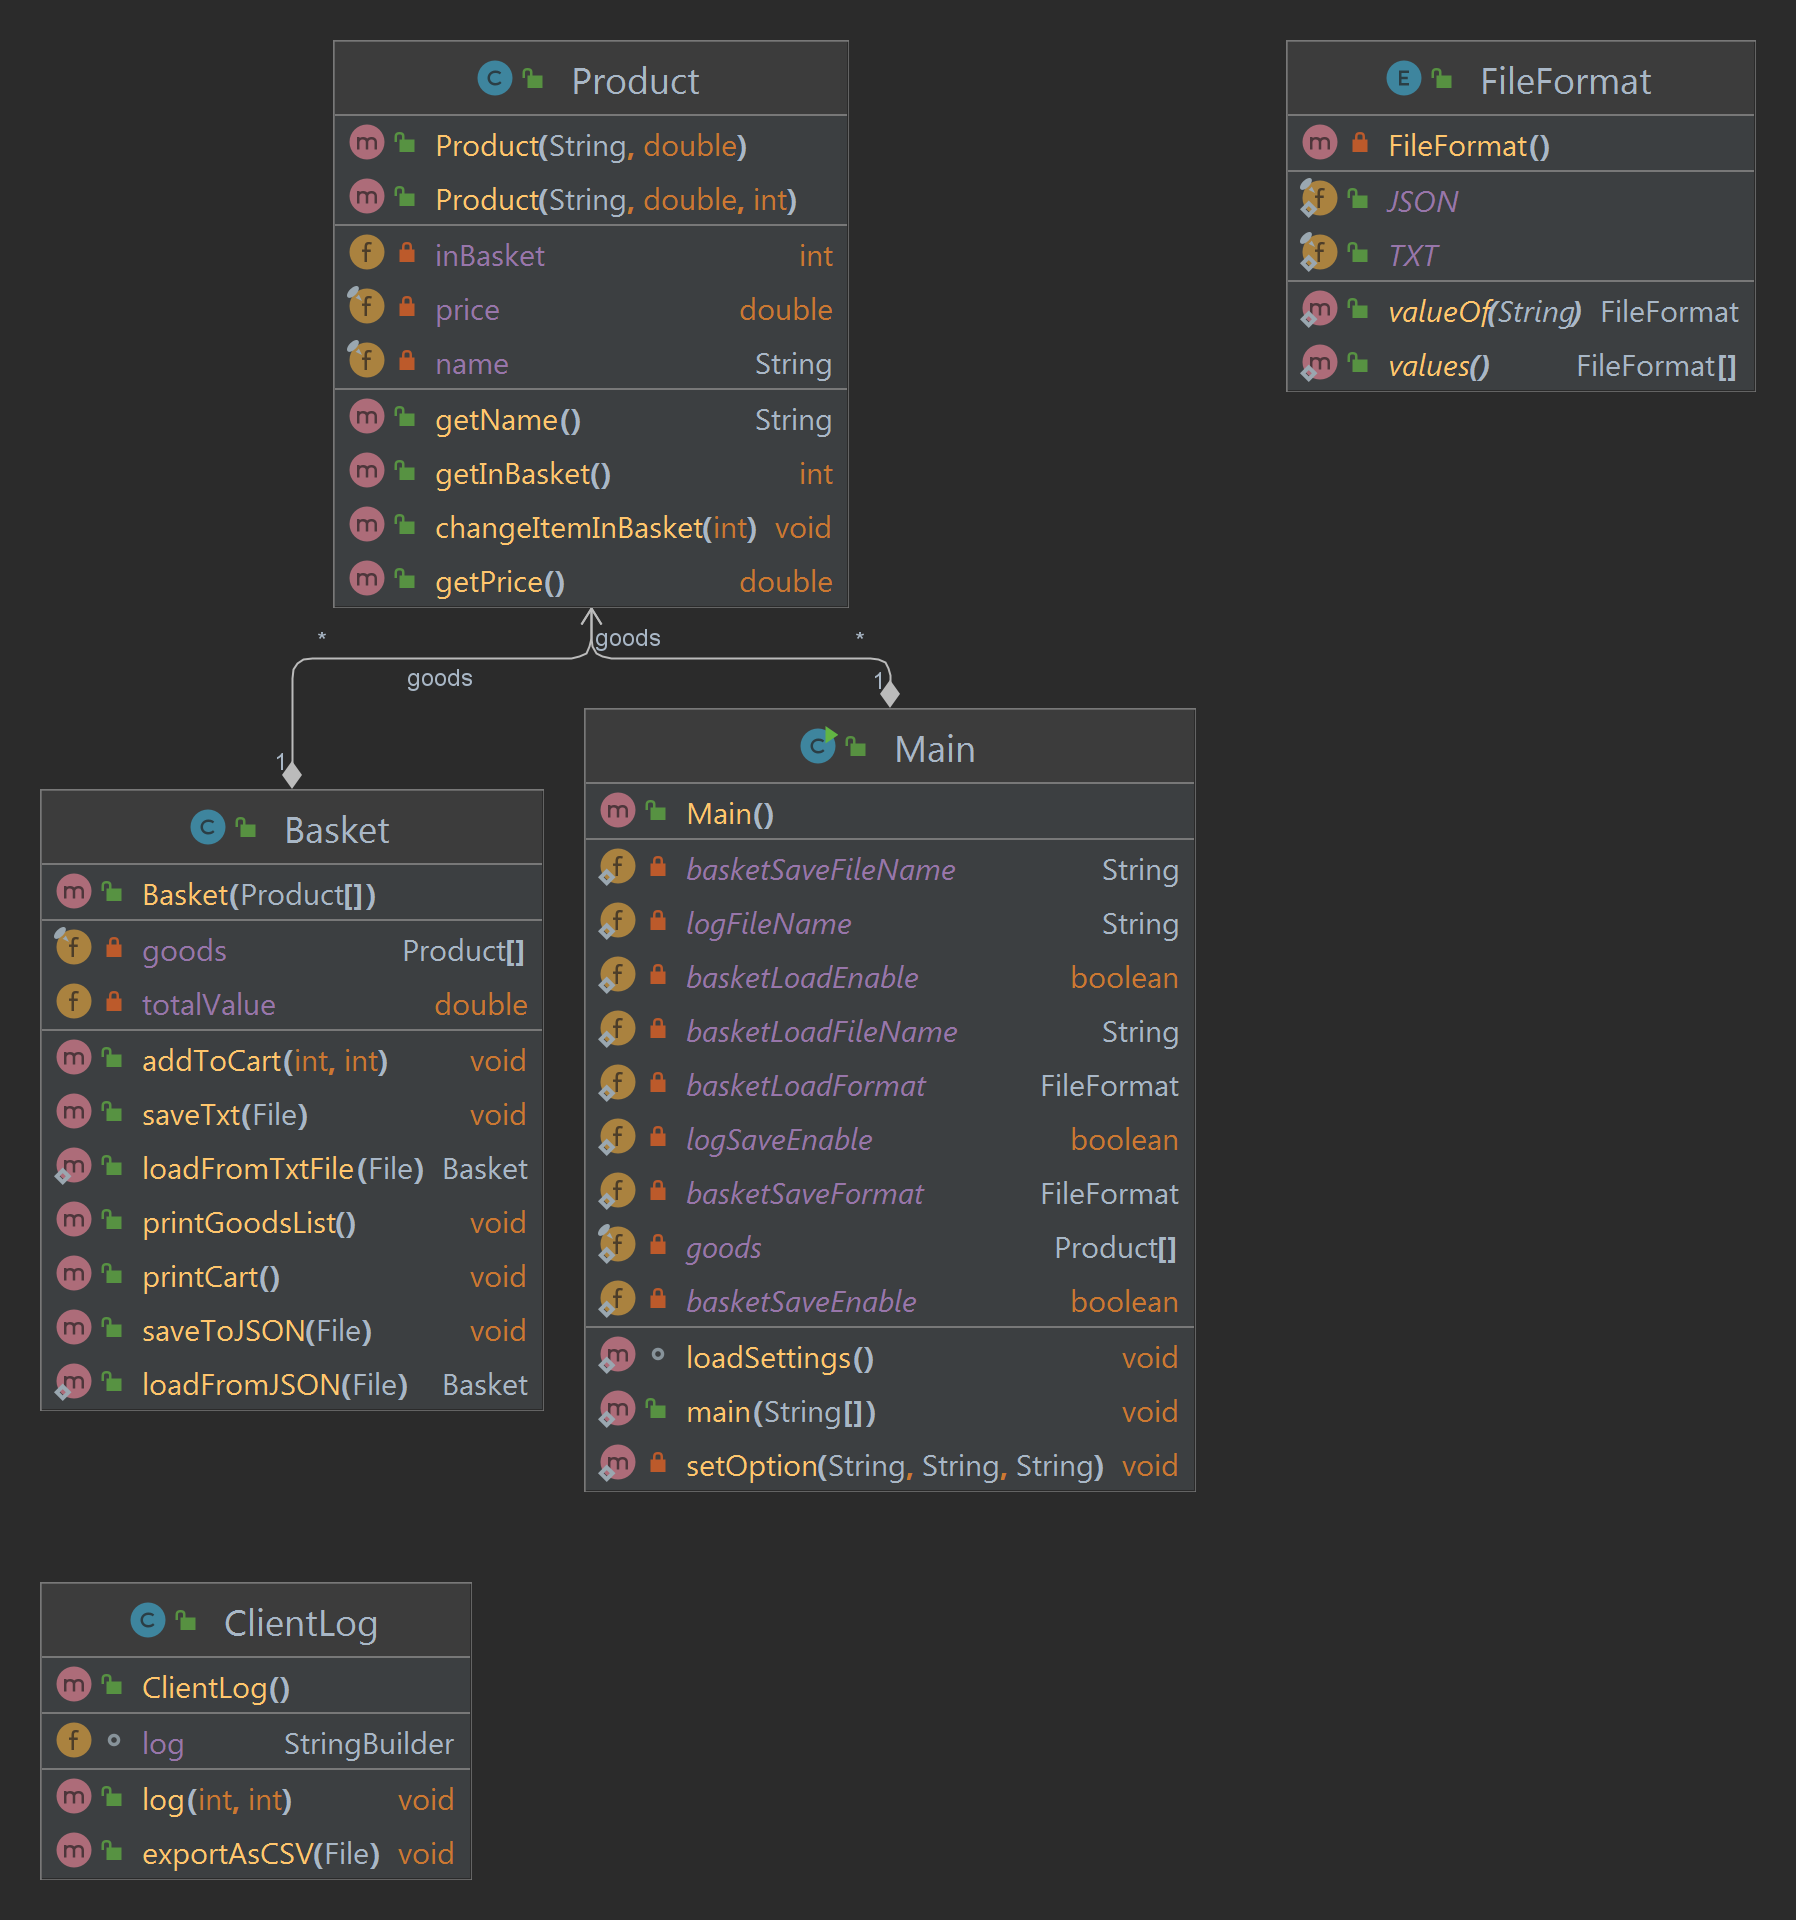 Product
Product(String, double)
Product(String, double, int)
inBasket int
price double
name String
getName() String
getInBasket() int
changeItemInBasket(int) void
getPrice() double
FileFormat
FileFormat()
JSON
TXT
valueOf(String) FileFormat
values() FileFormat[]
* goods *
goods
1
1
Basket
Basket(Product[])
goods Product[]
totalValue double
addToCart(int, int) void
saveTxt(File) void
loadFromTxtFile(File) Basket
printGoodsList() void
printCart() void
saveToJSON(File) void
loadFromJSON(File) Basket
Main
Main()
basketSaveFileName String
logFileName String
basketLoadEnable boolean
basketLoadFileName String
basketLoadFormat FileFormat
logSaveEnable boolean
basketSaveFormat FileFormat
goods Product[]
basketSaveEnable boolean
loadSettings() void
main(String[]) void
setOption(String, String, String) void
ClientLog
ClientLog()
log StringBuilder
log(int, int) void
exportAsCSV(File) void